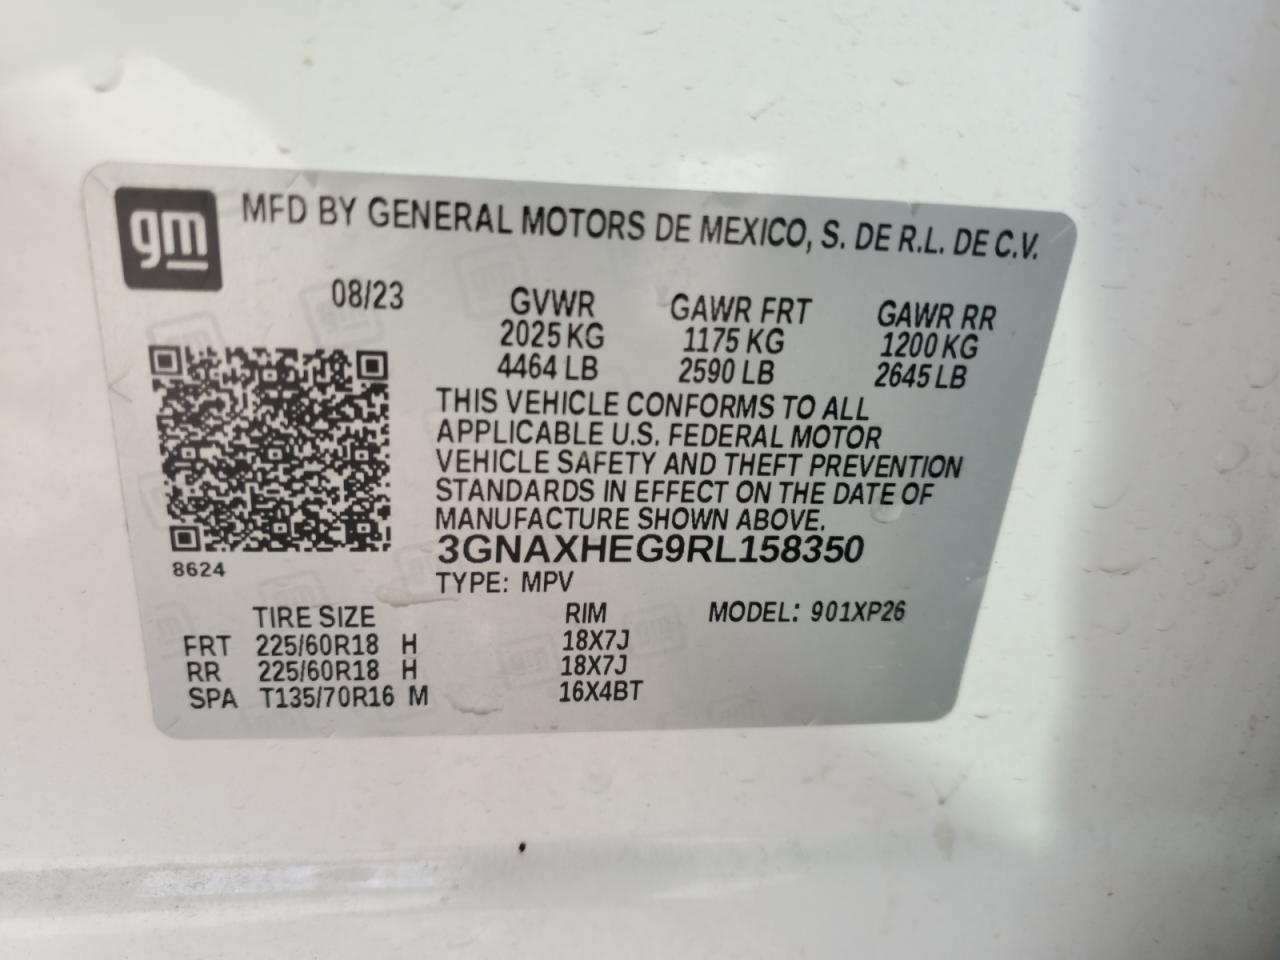 gm
MFD BY GENERAL MOTORS DE MEXICO, S. DE R.L. DE C.V.
08/23
GVWR GAWR FRT GAWR RR
2025 KG 1175 KG 1200 KG
4464 LB 2590 LB 2645 LB
THIS VEHICLE CONFORMS TO ALL
APPLICABLE U.S. FEDERAL MOTOR
VEHICLE SAFETY AND THEFT PREVENTION
STANDARDS IN EFFECT ON THE DATE OF
MANUFACTURE SHOWN ABOVE.
3GNAXHEG9RL158350
8624
TYPE: MPV
TIRE SIZE RIM MODEL: 901XP26
FRT 225/60R18 H 18X7J
RR 225/60R18 H 18X7J
SPA T135/70R16 M 16X4BT